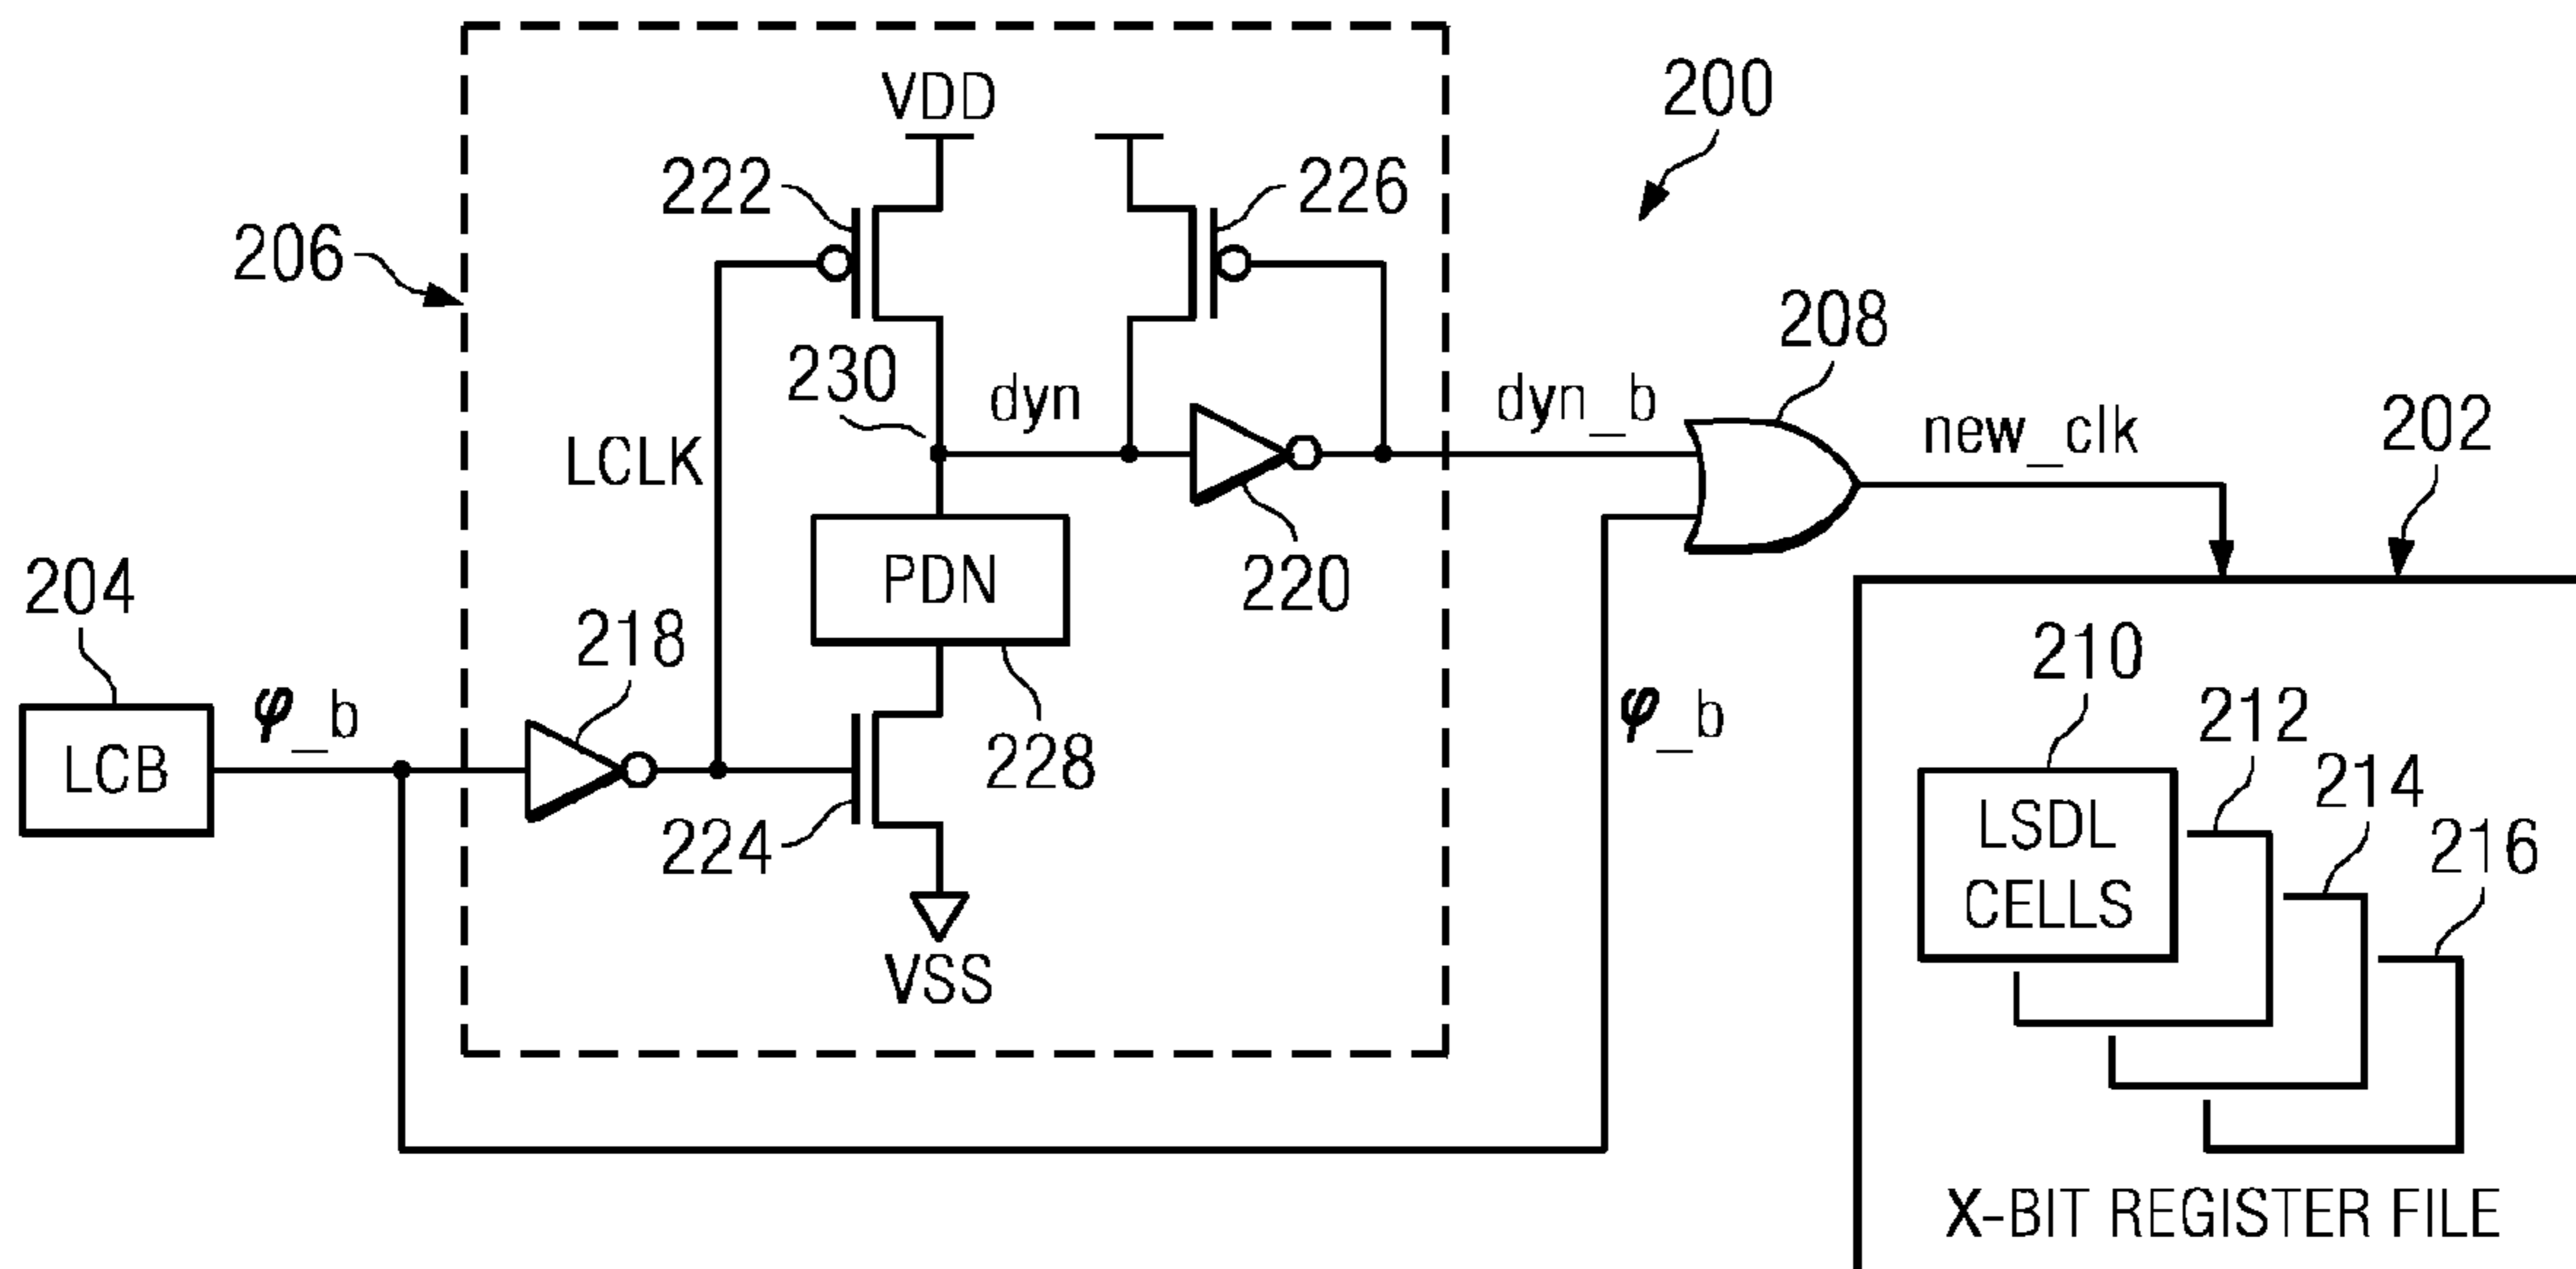 VDD
200
222
226
206
208
230
dyn
dyn_b
new_clk
202
LCLK
PDN
220
204
218
210
φ_b
φ_b
212
228
LCB
214
LSDL
CELLS
224
216
VSS
X-BIT REGISTER FILE